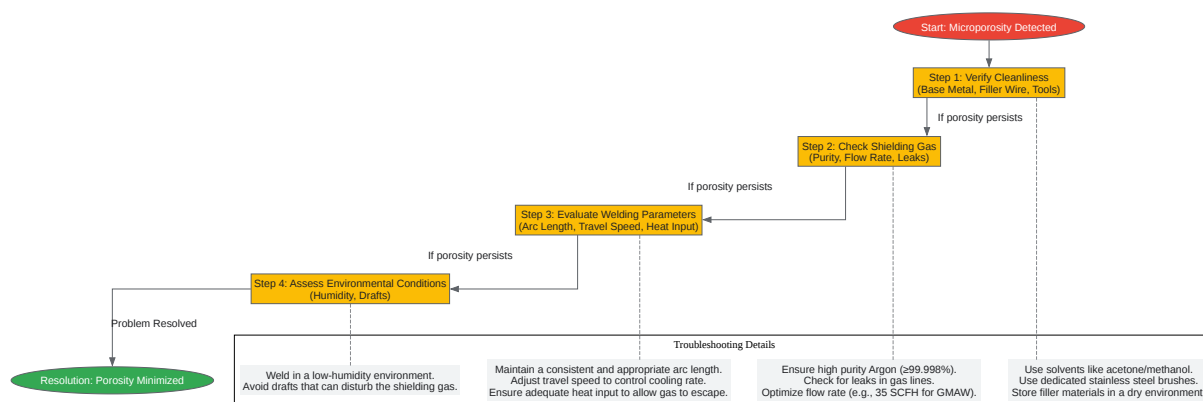 Start: Microporosity Detected
Step 1: Verify Cleanliness
(Base Metal, Filler Wire, Tools)
If porosity persists
Step 2: Check Shielding Gas
(Purity, Flow Rate, Leaks)
If porosity persists
Step 3: Evaluate Welding Parameters
(Arc Length, Travel Speed, Heat Input)
If porosity persists
Step 4: Assess Environmental Conditions
(Humidity, Drafts)
Problem Resolved
Resolution: Porosity Minimized
Troubleshooting Details
Weld in a low-humidity environment.
Avoid drafts that can disturb the shielding gas.
Maintain a consistent and appropriate arc length.
Adjust travel speed to control cooling rate.
Ensure adequate heat input to allow gas to escape.
Ensure high purity Argon (≥99.998%).
Check for leaks in gas lines.
Optimize flow rate (e.g., 35 SCFH for GMAW).
Use solvents like acetone/methanol.
Use dedicated stainless steel brushes.
Store filler materials in a dry environment